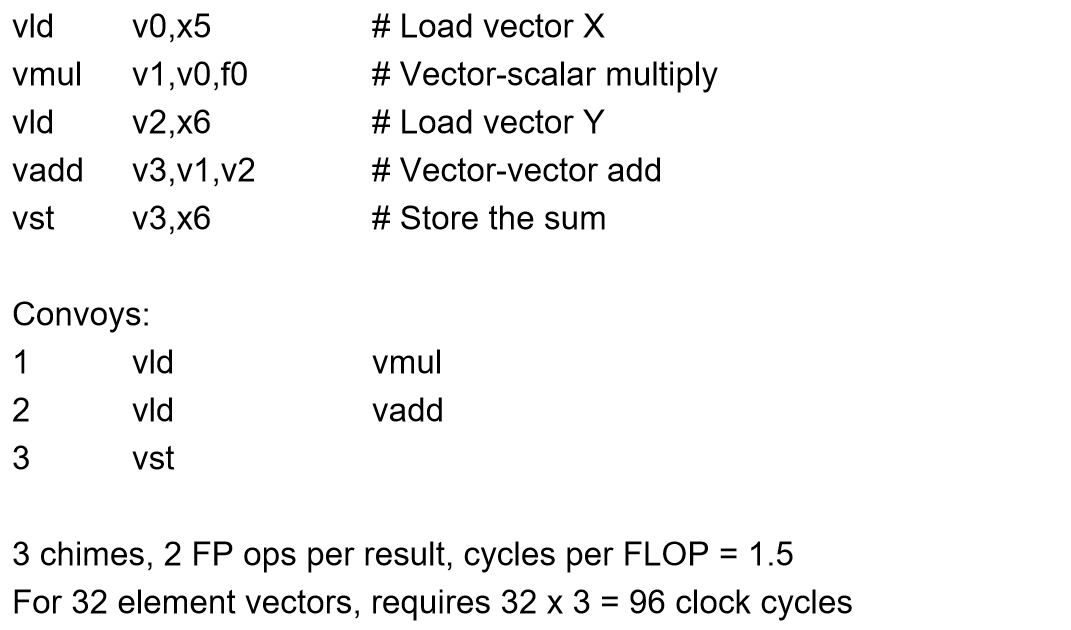 vld v0,x5 # Load vector X
vmul v1,v0,f0 # Vector-scalar multiply
vld v2,x6 # Load vector Y
vadd v3,v1,v2 # Vector-vector add
vst v3,x6 # Store the sum
Convoys:
1 vld vmul
2 vld vadd
3 vst
3 chimes, 2 FP ops per result, cycles per FLOP = 1.5
For 32 element vectors, requires 32 x 3 = 96 clock cycles